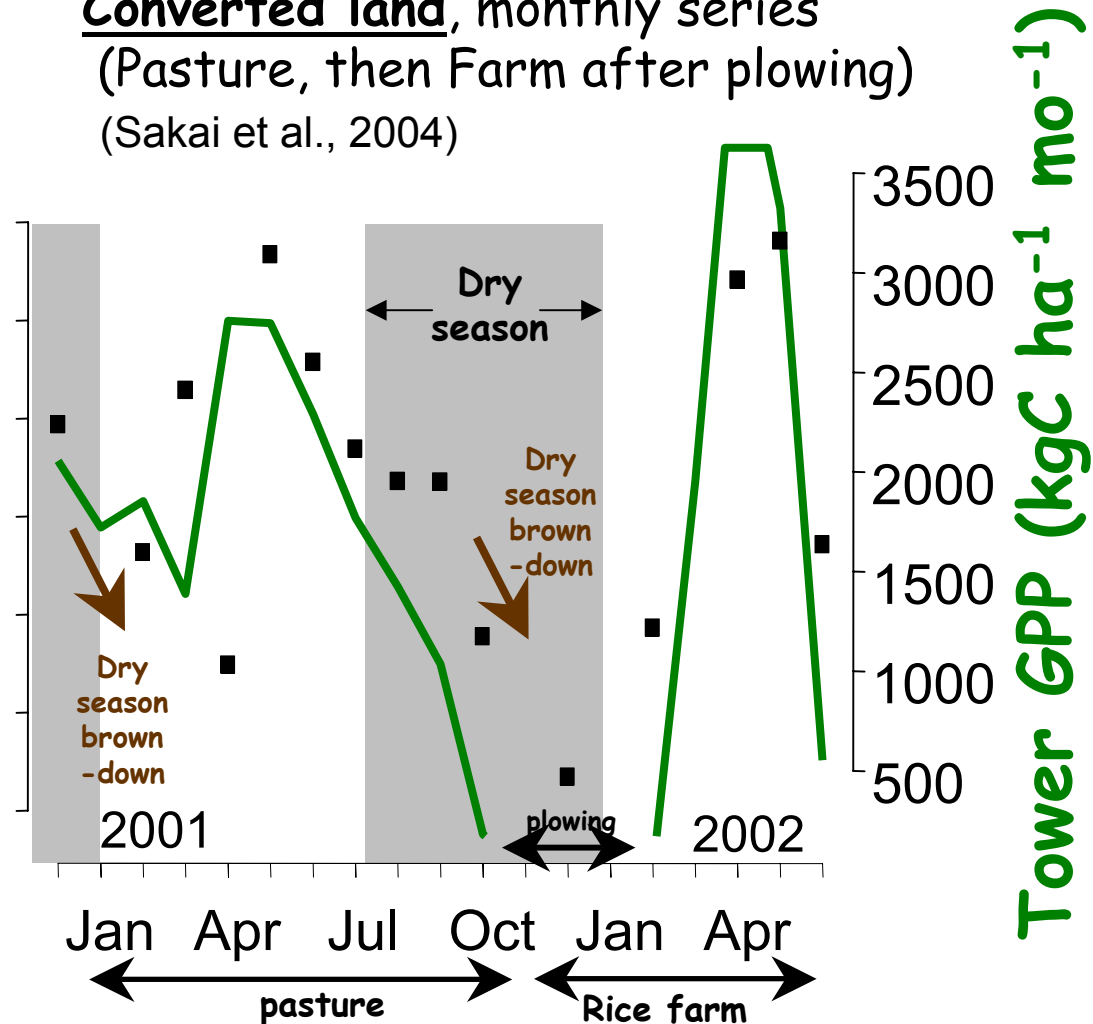 Converted land, monthly series
(Pasture, then Farm after plowing)
(Sakai et al., 2004)
Dry
season
Dry
season
brown
-down
Dry
season
brown
-down
plowing
2001
2002
3500
3000
2500
2000
1500
1000
500
Tower GPP (kgC ha-1 mo-1)
Jan Apr Jul Oct Jan Apr
pasture
Rice farm